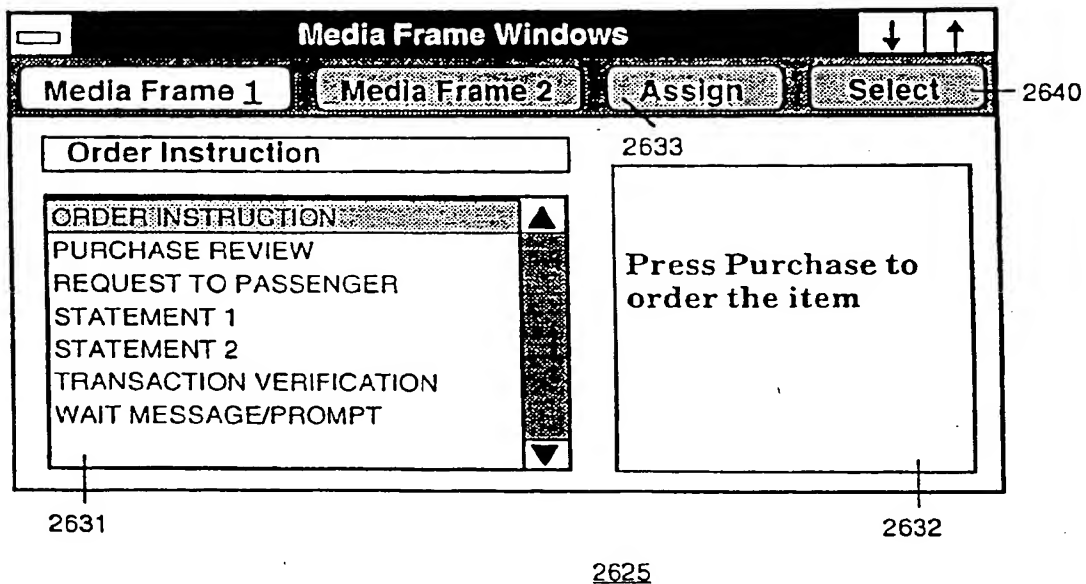 Media Frame Windows
Media Frame 1 Media Frame 2 Assign Select 2640
2633
Order Instruction
ORDER INSTRUCTION
PURCHASE REVIEW
REQUEST TO PASSENGER
STATEMENT 1
STATEMENT 2
TRANSACTION VERIFICATION
WAIT MESSAGE/PROMPT
Press Purchase to
order the item
2631
2632
2625